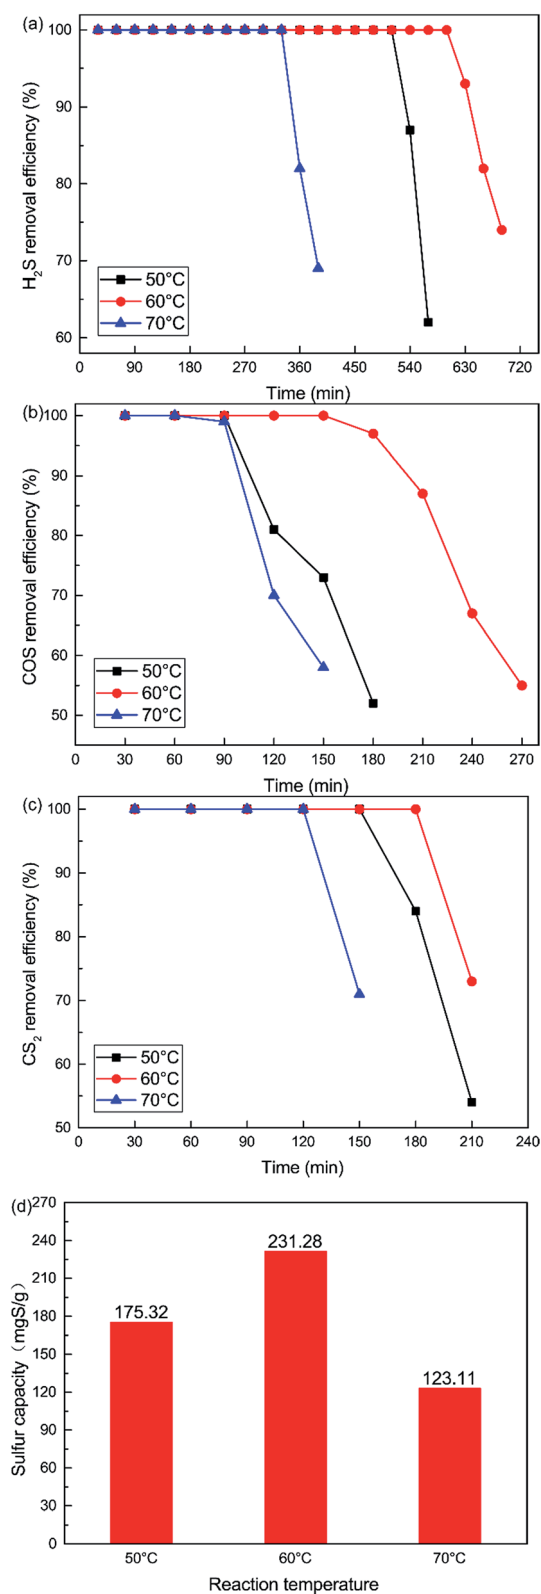 (a)
100
90
80
70
60
H2S removal efficiency (%)
50°C
60°C
70°C
0 90 180 270 360 450 540 630 720
Time (min)
(b)
100
90
80
70
60
50
COS removal efficiency (%)
50°C
60°C
70°C
30 60 90 120 150 180 210 240 270
Time (min)
(c)
100
90
80
70
60
50
CS2 removal efficiency (%)
50°C
60°C
70°C
0 30 60 90 120 150 180 210 240
Time (min)
(d)
270
240
210
180
150
120
90
60
30
0
Sulfur capacity（mgS/g）
175.32
231.28
123.11
50°C 60°C 70°C
Reaction temperature